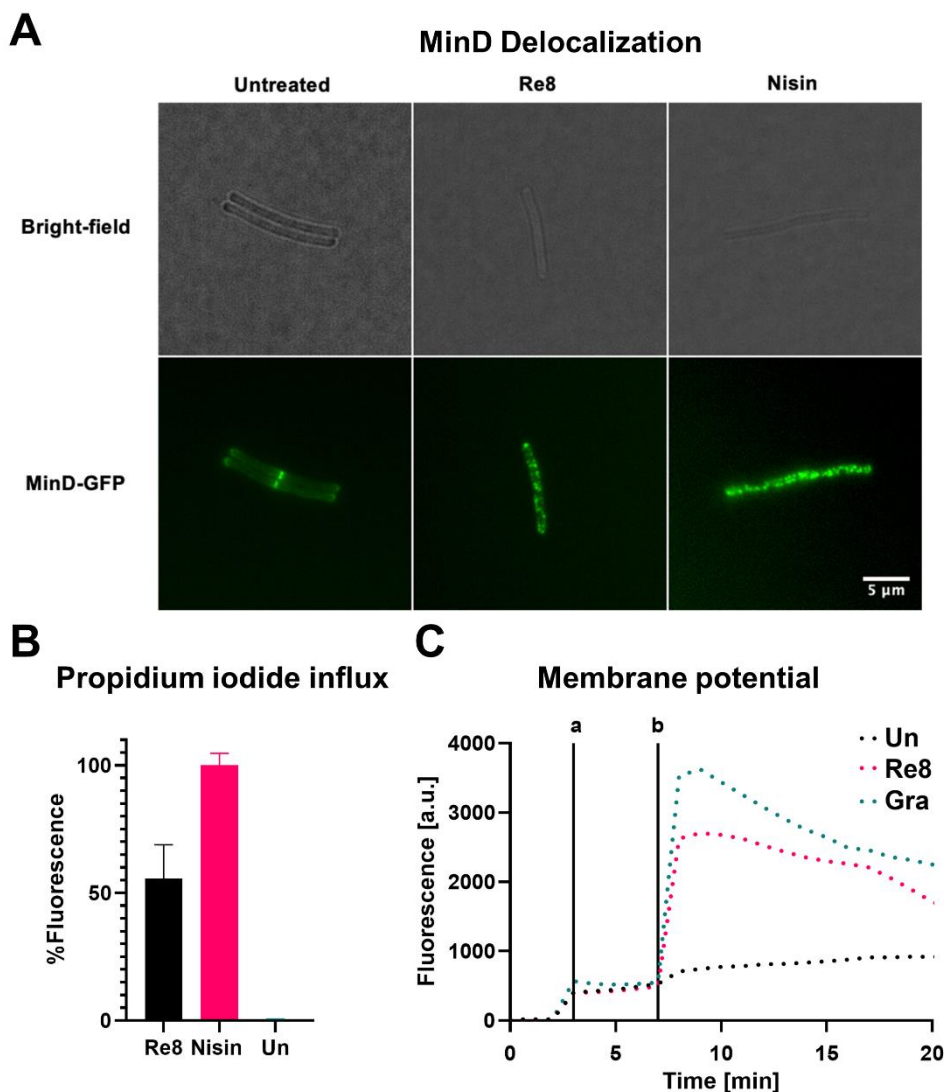 A
MinD Delocalization
Untreated Re8 Nisin
Bright-field
MinD-GFP
5 µm
B
Propidium iodide influx
%Fluorescence
100
50
0
Re8 Nisin Un
C
Membrane potential
a b
Un
Re8
Gra
Fluorescence [a.u.]
4000
3000
2000
1000
0
0 5 10 15 20
Time [min]